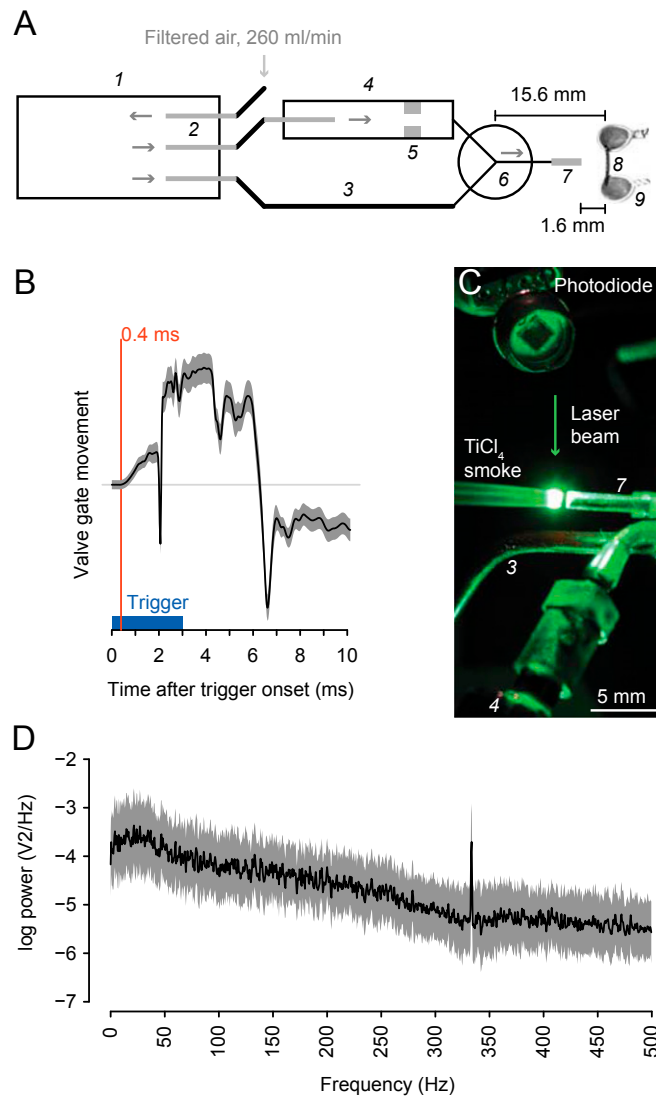 A
Filtered air, 260 ml/min
1
2
3
4
5
6
7
8
9
15.6 mm
1.6 mm
B
0.4 ms
Valve gate movement
Trigger
0 2 4 6 8 10
Time after trigger onset (ms)
C
Photodiode
Laser
beam
TiCl4
smoke
7
3
4
5 mm
D
log power (V2/Hz)
−2
−3
−4
−5
−6
−7
0 50 100 150 200 250 300 350 400 450 500
Frequency (Hz)